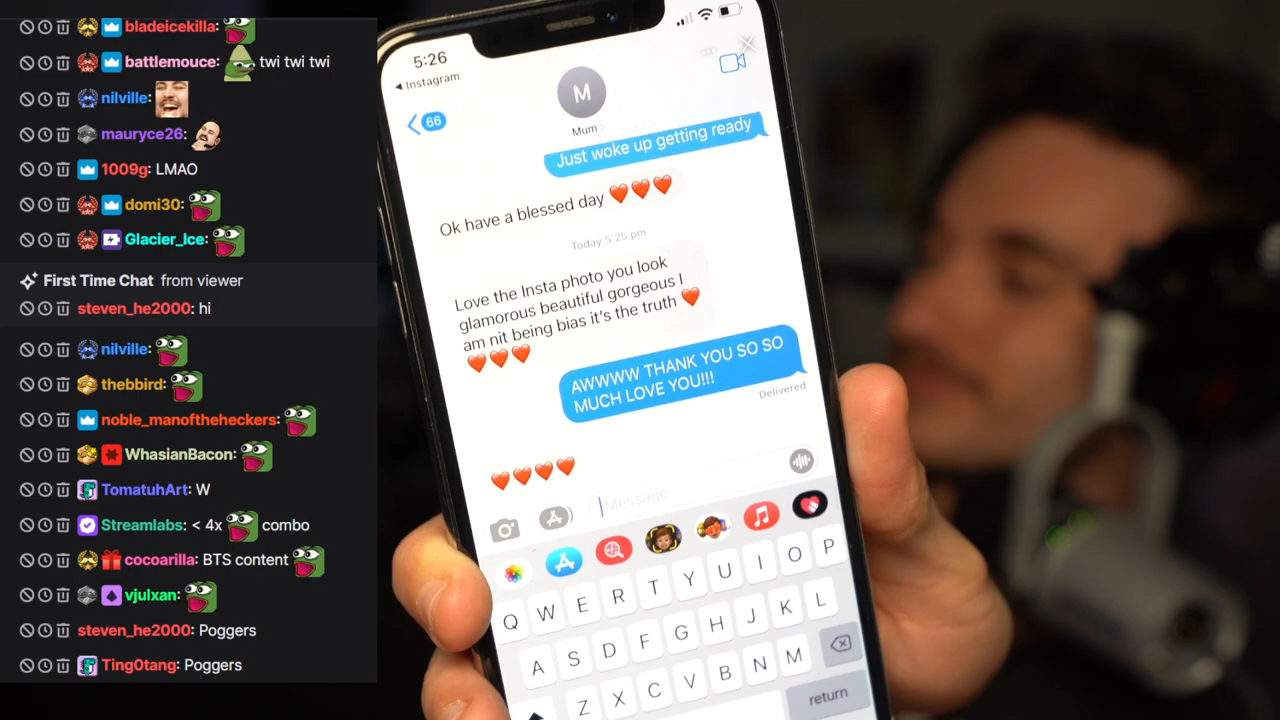 bladeicekilla:
battlemouce: twi twi twi
nilville:
mauryce26:
1009g: LMAO
domi30:
Glacier_Ice:
First Time Chat from viewer
steven_he2000: hi
nilville:
thebbird:
noble_manoftheheckers:
WhasianBacon:
TomatuhArt: W
Streamlabs: < 4x combo
cocoarilla: BTS content
vjulxan:
steven_he2000: Poggers
Ting0tang: Poggers
5:26
Instagram
66
M
Mum
Just woke up getting ready
Ok have a blessed day ❤️❤️❤️
Today 5:25 pm
Love the Insta photo you look
glamorous beautiful gorgeous I
am nit being bias it's the truth ❤️
❤️❤️❤️
AWWWW THANK YOU SO SO
MUCH LOVE YOU!!!
Delivered
❤️❤️❤️❤️
Message
Q W E R T Y U I O P
A S D F G H J K L
Z X C V B N M
return